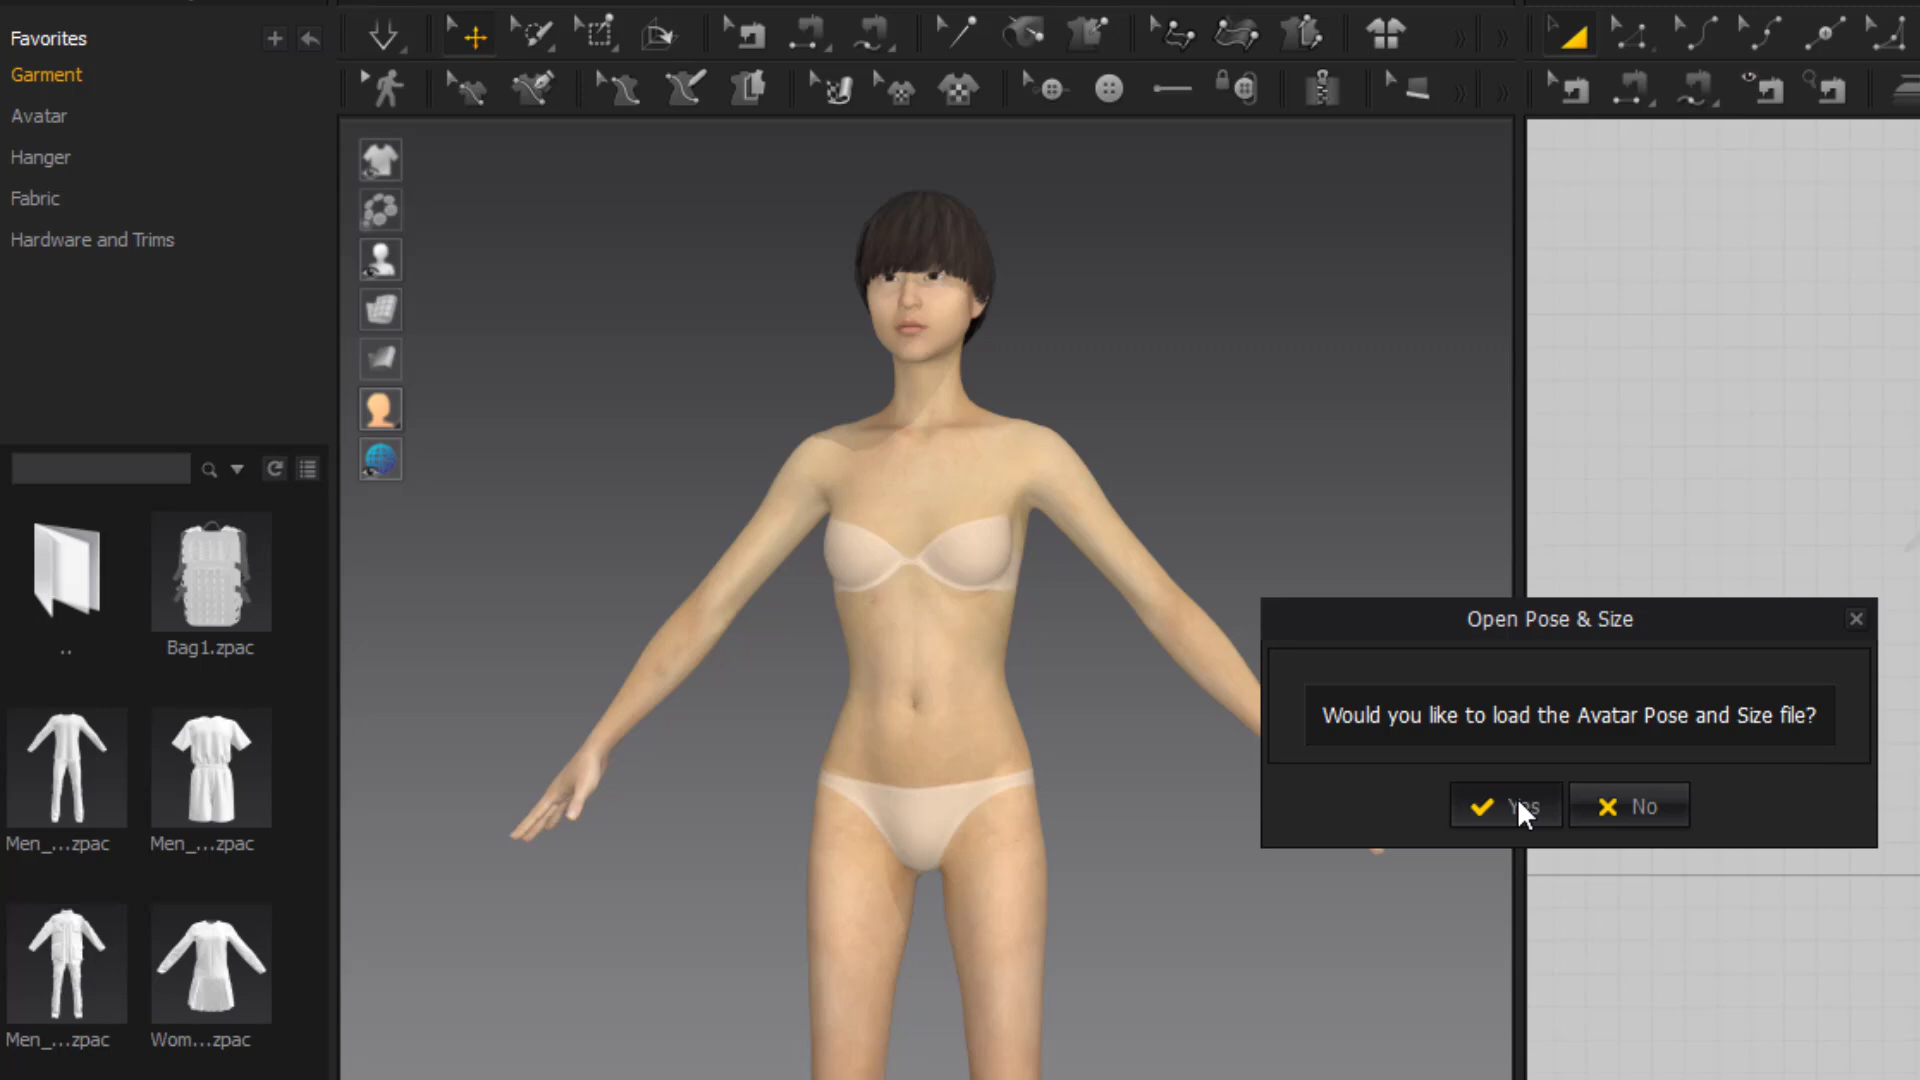 Favorites
Garment
Avatar
Hanger
Fabric
Hardware and Trims
..
Bag1.zpac
Men_...zpac
Men_...zpac
Men_...zpac
Wom...zpac
Open Pose & Size
Would you like to load the Avatar Pose and Size file?
Yes
No